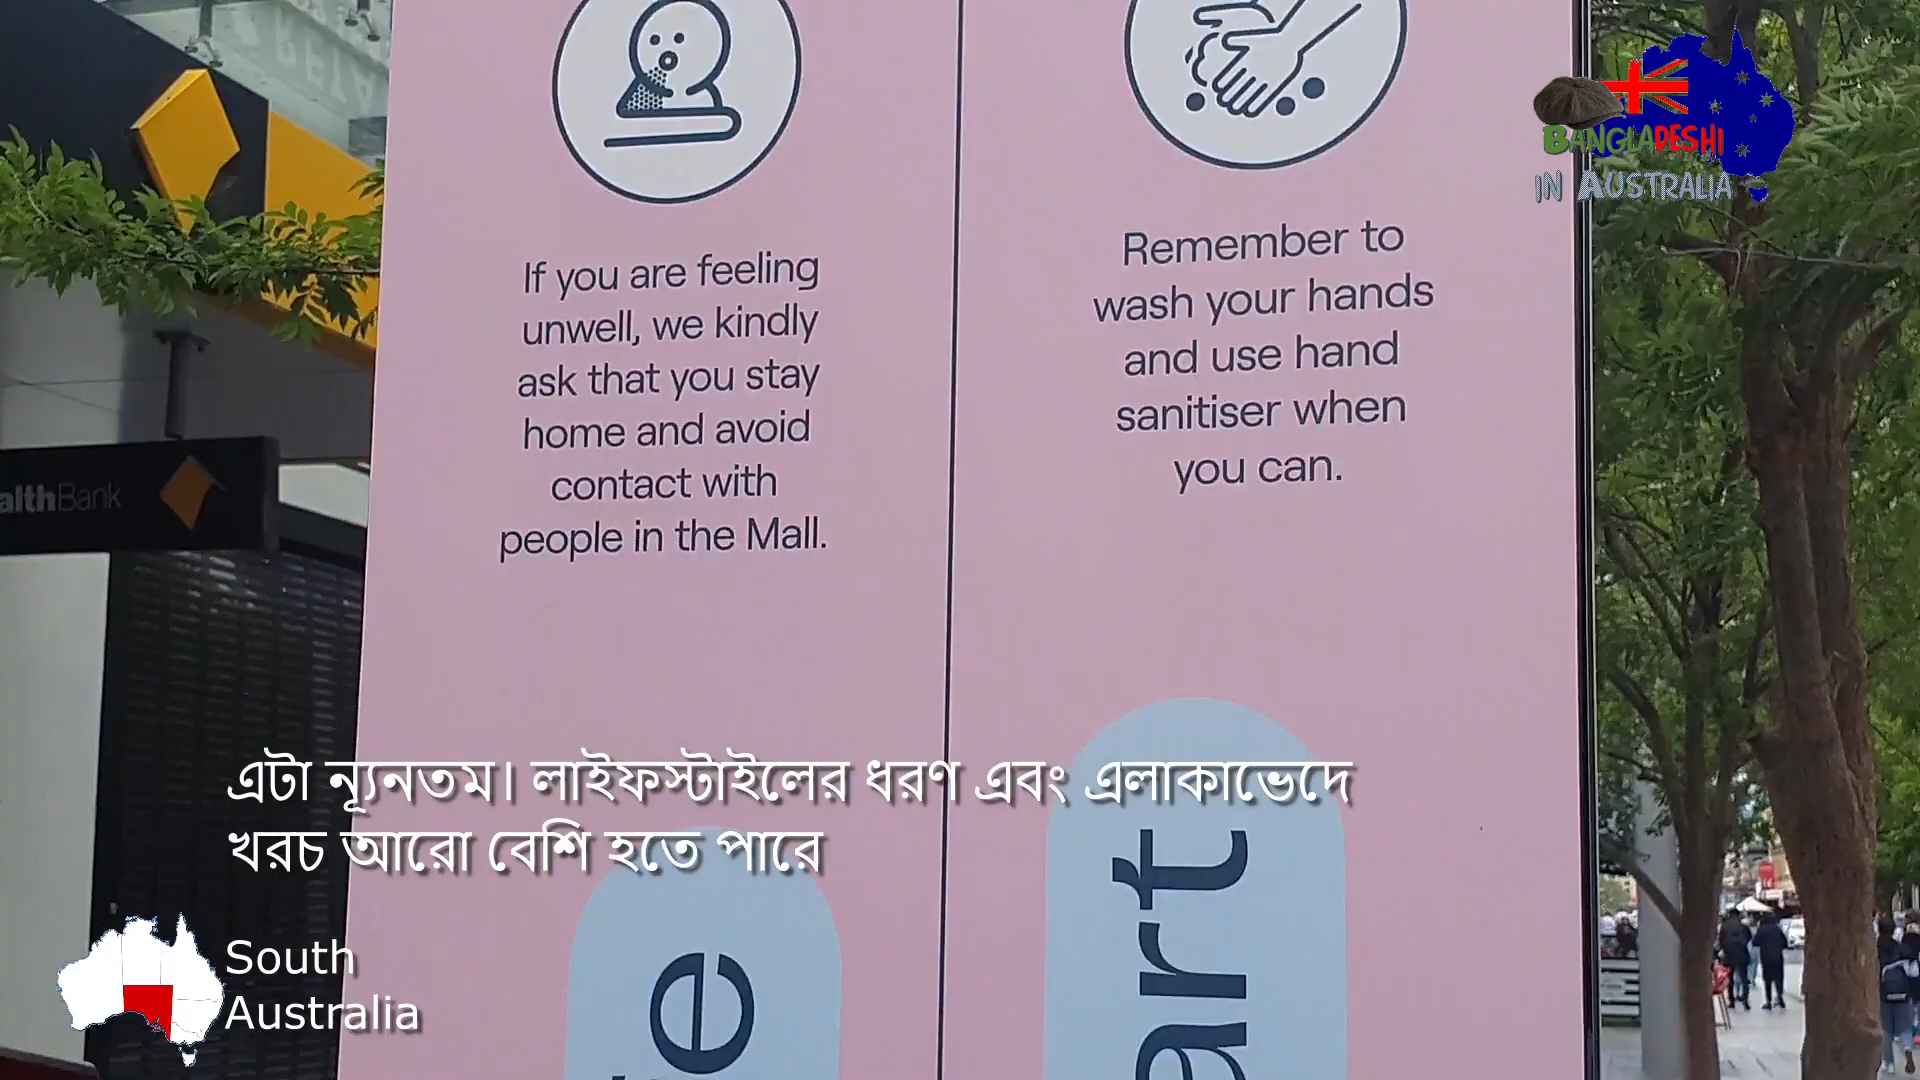 If you are feeling
unwell, we kindly
ask that you stay
home and avoid
contact with
people in the Mall.
Remember to
wash your hands
and use hand
sanitiser when
you can.
BANGLADESHI
IN AUSTRALIA
althBank
এটা ন্যূনতম। লাইফস্টাইলের ধরণ এবং এলাকাভেদে
খরচ আরো বেশি হতে পারে
South
Australia
e
art